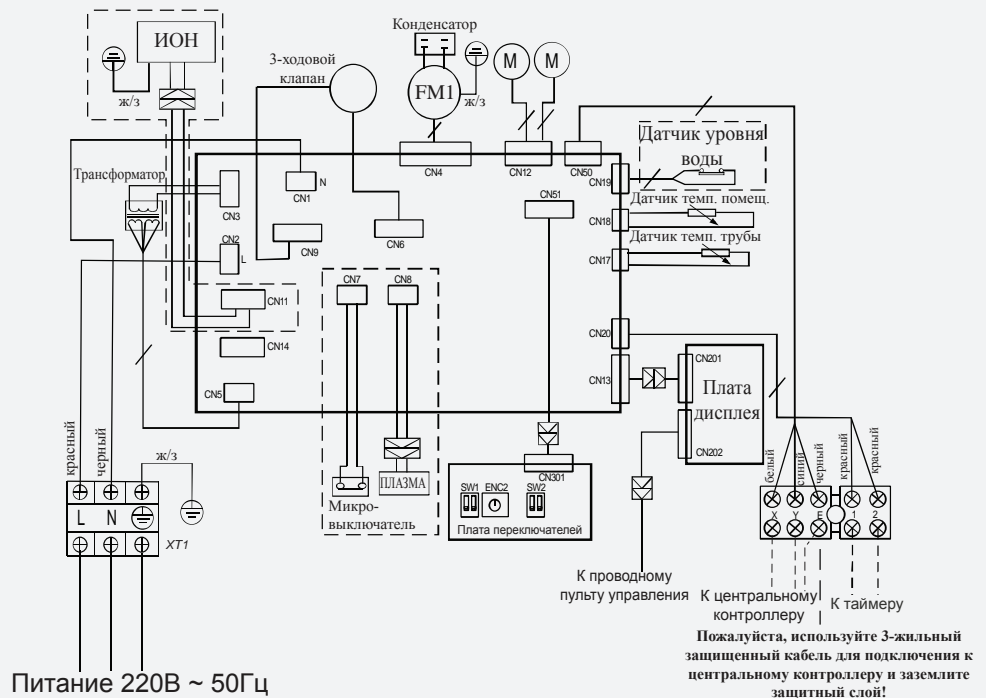 Конденсатор
ИОН
3-ходовой
клапан
FM1
М
М
ж/з
ж/з
Датчик уровня
воды
Трансформатор
N
CN4
CN12
CN50
CN19
CN3
CN1
CN51
Датчик темп. помещ.
CN18
CN6
Датчик темп. трубы
CN2
L
CN9
CN17
CN7
CN8
CN11
CN20
CN14
CN201
CN13
CN5
Плата
дисплея
красный
черный
ж/з
CN202
белый
синий
черный
красный
красный
CN301
ПЛАЗМА
SW1
ENC2
SW2
L
N
Микро-
выключатель
Плата переключателей
X
Y
E
1
2
XT1
К проводному
пульту управления
К центральному
контроллеру
К таймеру
Пожалуйста, используйте 3-жильный
защищенный кабель для подключения к
центральному контроллеру и заземлите
защитный слой!
Питание 220В ~ 50Гц